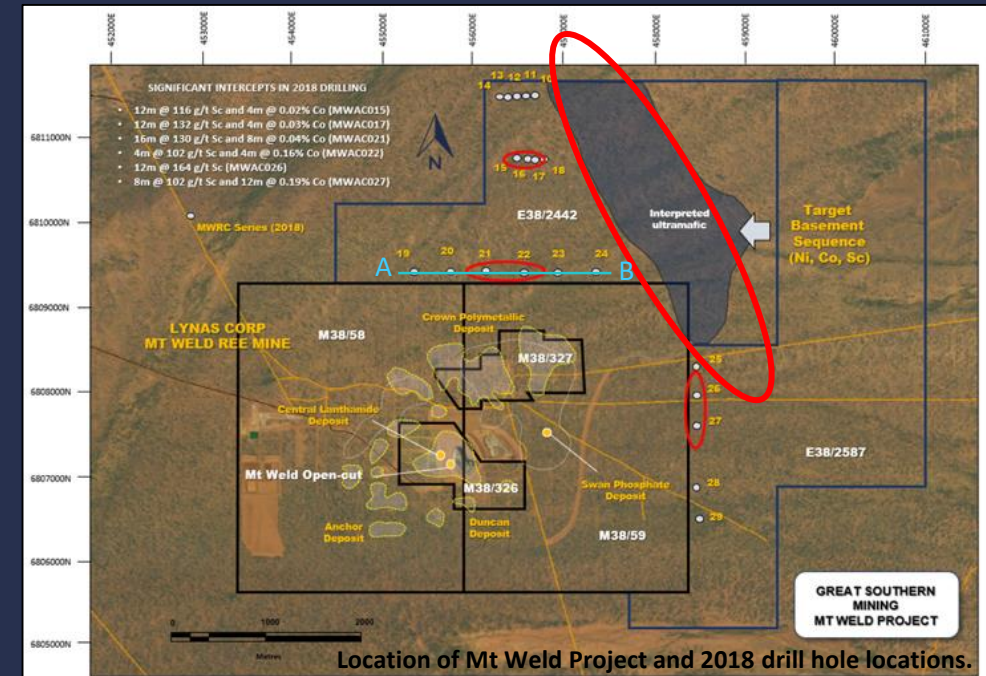 452000E
453000E
454000E
455000E
456000E
457000E
458000E
459000E
460000E
461000E
6811000N
6810000N
6809000N
6808000N
6807000N
6806000N
6805000N
SIGNIFICANT INTERCEPTS IN 2018 DRILLING
• 12m @ 116 g/t Sc and 4m @ 0.02% Co (MWAC015)
• 12m @ 132 g/t Sc and 4m @ 0.03% Co (MWAC017)
• 16m @ 130 g/t Sc and 8m @ 0.04% Co (MWAC021)
• 4m @ 102 g/t Sc and 4m @ 0.16% Co (MWAC022)
• 12m @ 164 g/t Sc (MWAC026)
• 8m @ 102 g/t Sc and 12m @ 0.19% Co (MWAC027)
N
14 13 12 11 10
15 16 17 18
MWRC Series (2018)
E38/2442
Interpreted
ultramafic
Target
Basement
Sequence
(Ni, Co, Sc)
19 20 21 22 23 24
A B
LYNAS CORP
MT WELD REE MINE
M38/58
Crown Polymetallic
Deposit
M38/327
25
26
27
28
29
Central Lanthanide
Deposit
Mt Weld Open-cut
M38/326
Swan Phosphate
Deposit
E38/2587
Anchor
Deposit
Duncan
Deposit
M38/59
GREAT SOUTHERN
MINING
MT WELD PROJECT
0 1000 2000
Metres
Location of Mt Weld Project and 2018 drill hole locations.